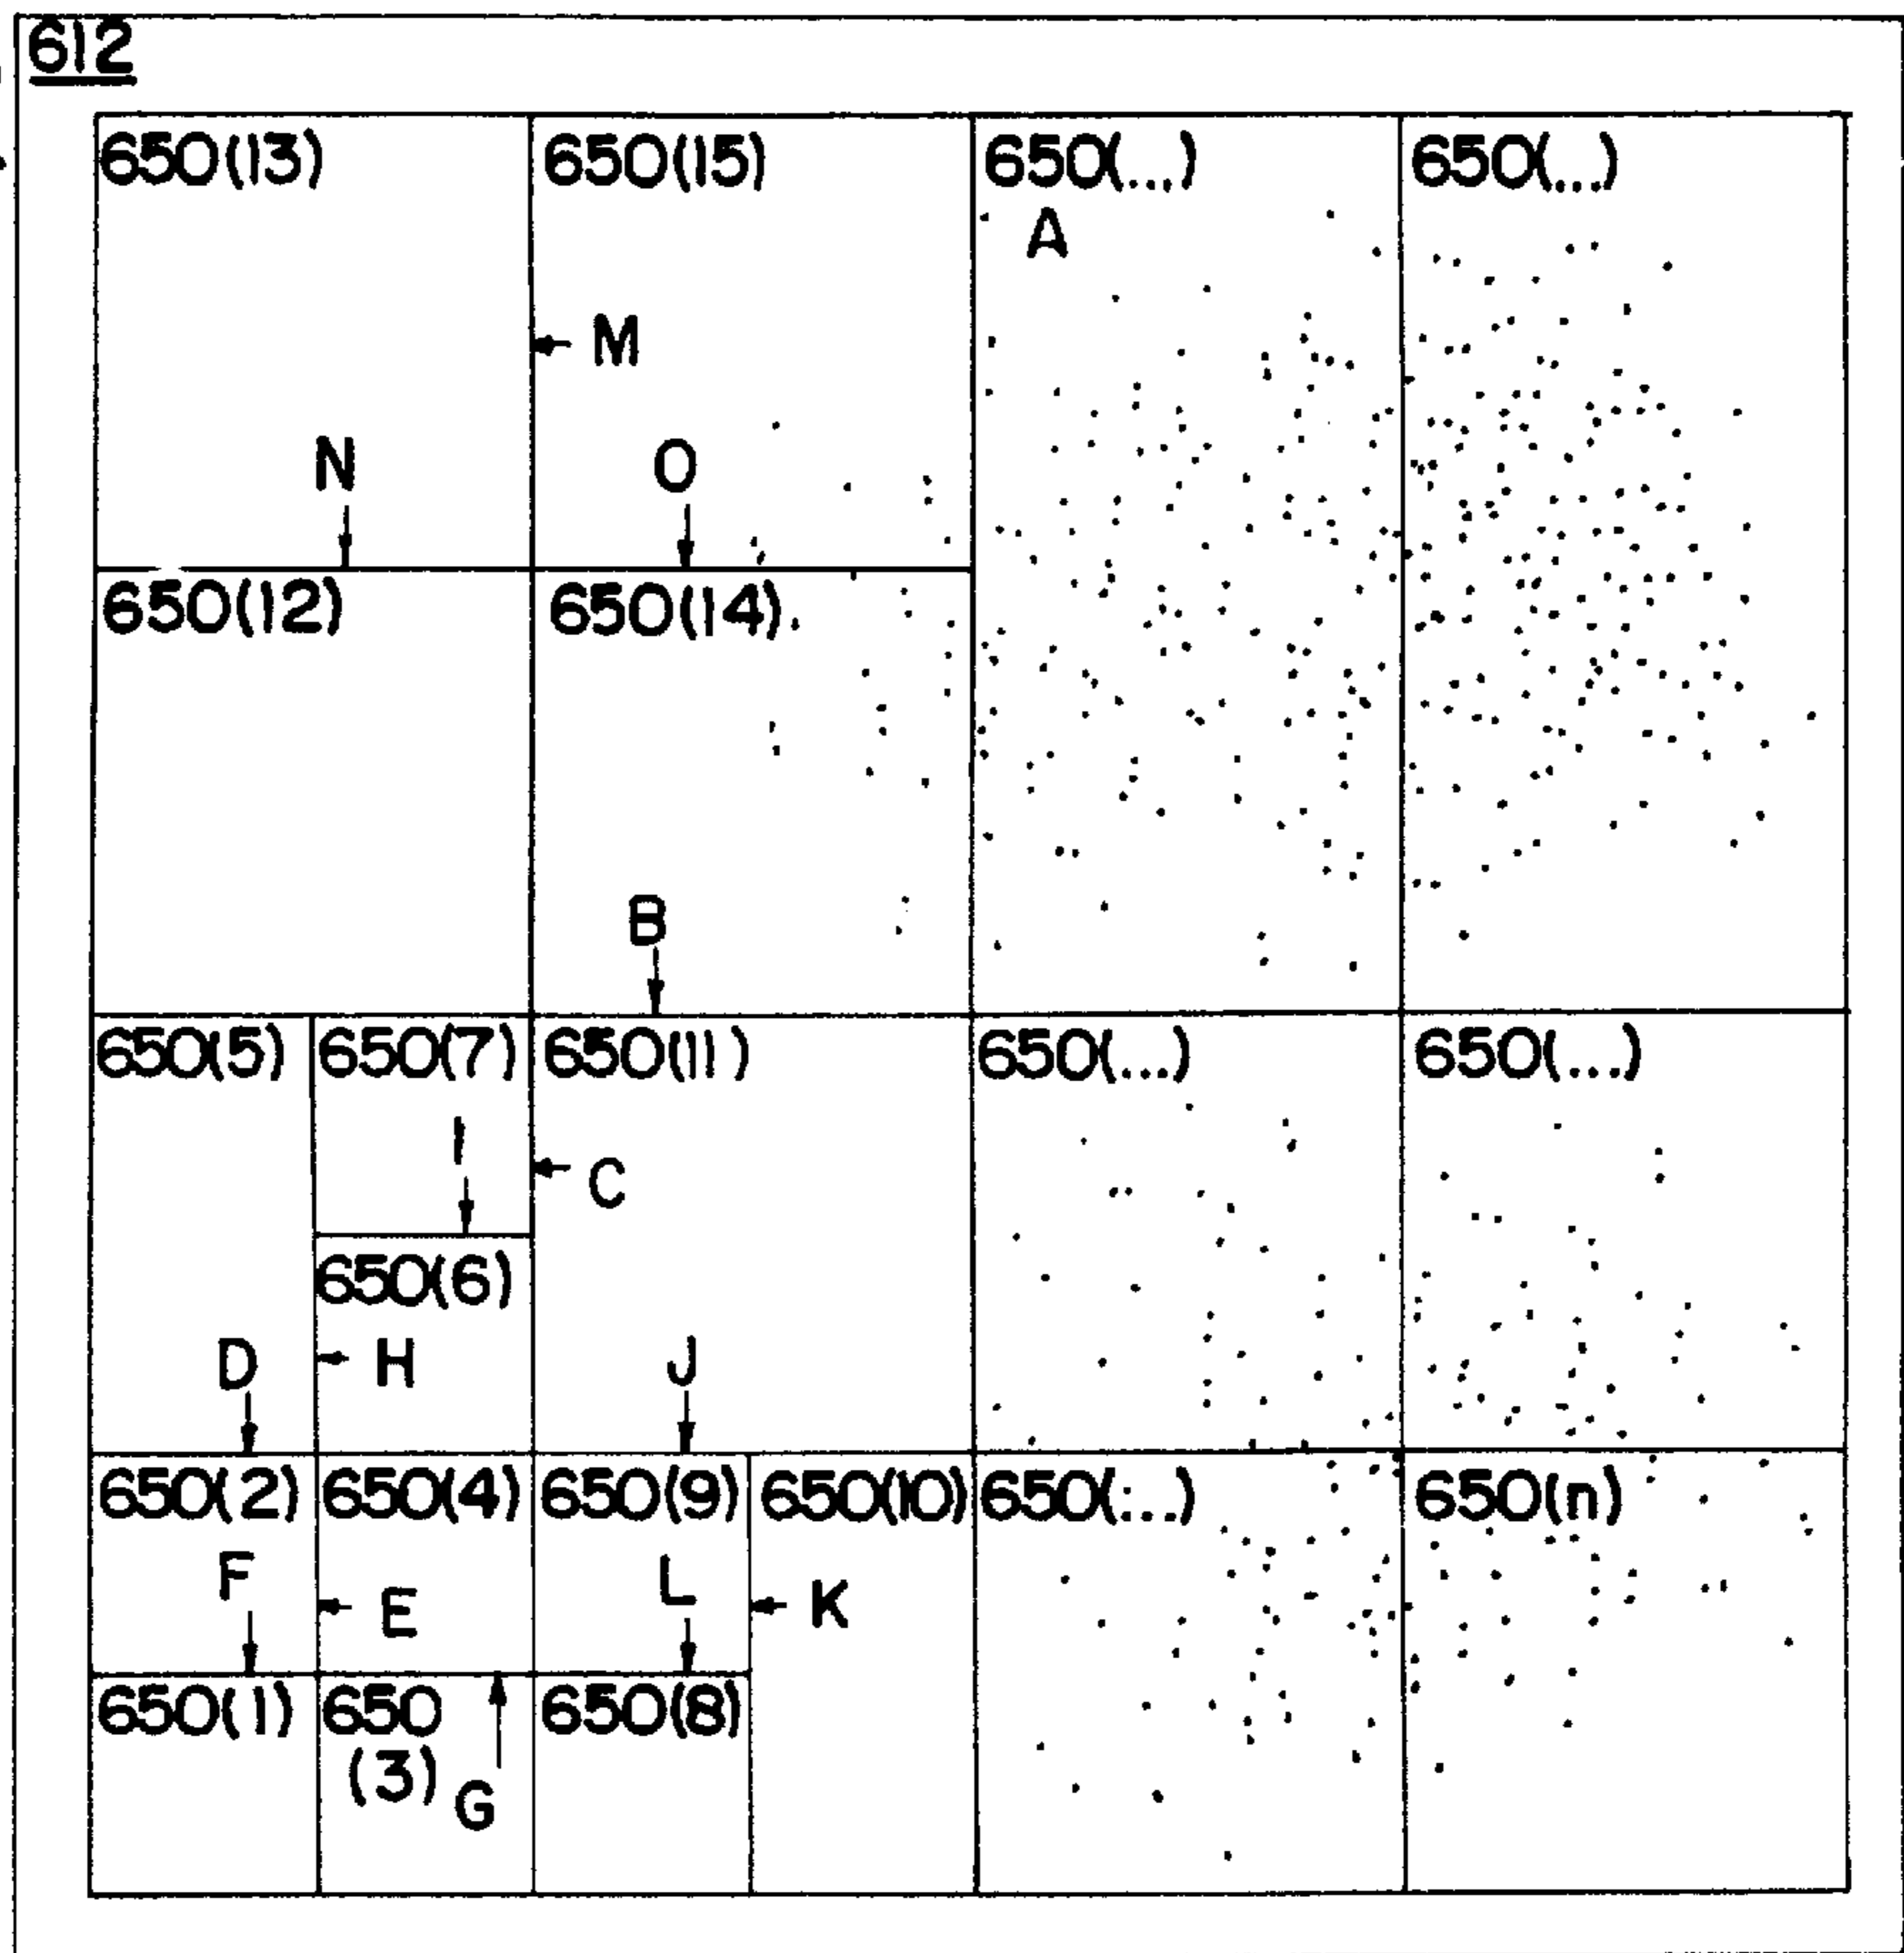 612
650(13) 650(15) 650(...) 650(...)
A
M
N O
650(12) 650(14)
B
650(5) 650(7) 650(11) 650(...) 650(...)
I
C
650(6)
D H J
650(2) 650(4) 650(9) 650(10) 650(...) 650(n)
F E L K
650(1) 650 650(8)
(3) G